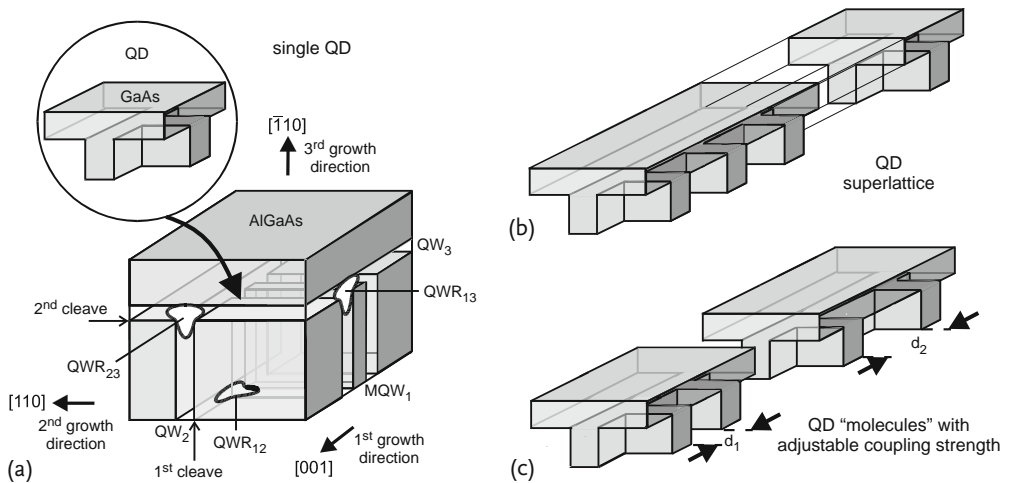 QD
single QD
GaAs
[1̅10]
3rd growth
direction
AlGaAs
QW3
QWR13
2nd cleave
QWR23
MQW1
[110]
2nd growth
direction
QW2
QWR12
1st cleave
1st growth
direction
[001]
(a)
QD
superlattice
(b)
d2
d1
QD “molecules” with
adjustable coupling strength
(c)